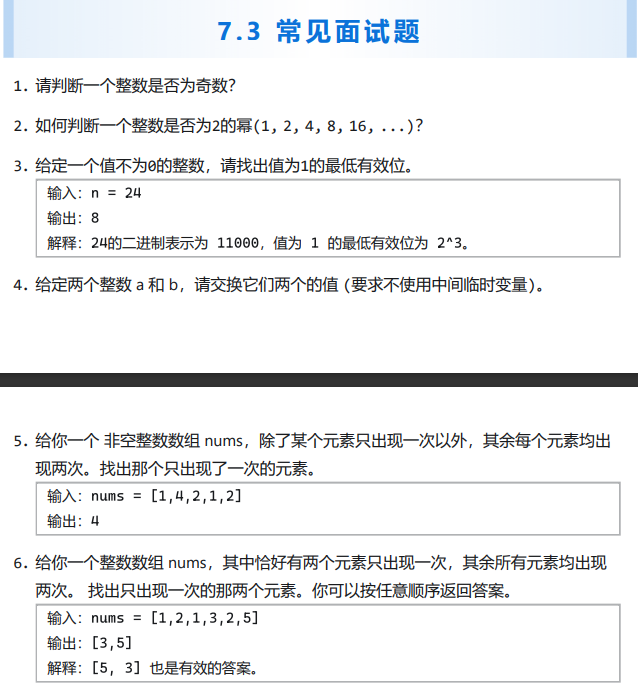 7.3 常见面试题
1. 请判断一个整数是否为奇数?
2. 如何判断一个整数是否为2的幂(1, 2, 4, 8, 16, ...)?
3. 给定一个值不为0的整数，请找出值为1的最低有效位。
输入: n = 24
输出: 8
解释: 24的二进制表示为 11000，值为 1 的最低有效位为 2^3。
4. 给定两个整数 a 和 b，请交换它们两个的值 (要求不使用中间临时变量)。
5. 给你一个 非空整数数组 nums，除了某个元素只出现一次以外，其余每个元素均出
现两次。找出那个只出现了一次的元素。
输入: nums = [1,4,2,1,2]
输出: 4
6. 给你一个整数数组 nums，其中恰好有两个元素只出现一次，其余所有元素均出现
两次。 找出只出现一次的那两个元素。你可以按任意顺序返回答案。
输入: nums = [1,2,1,3,2,5]
输出: [3,5]
解释: [5, 3] 也是有效的答案。